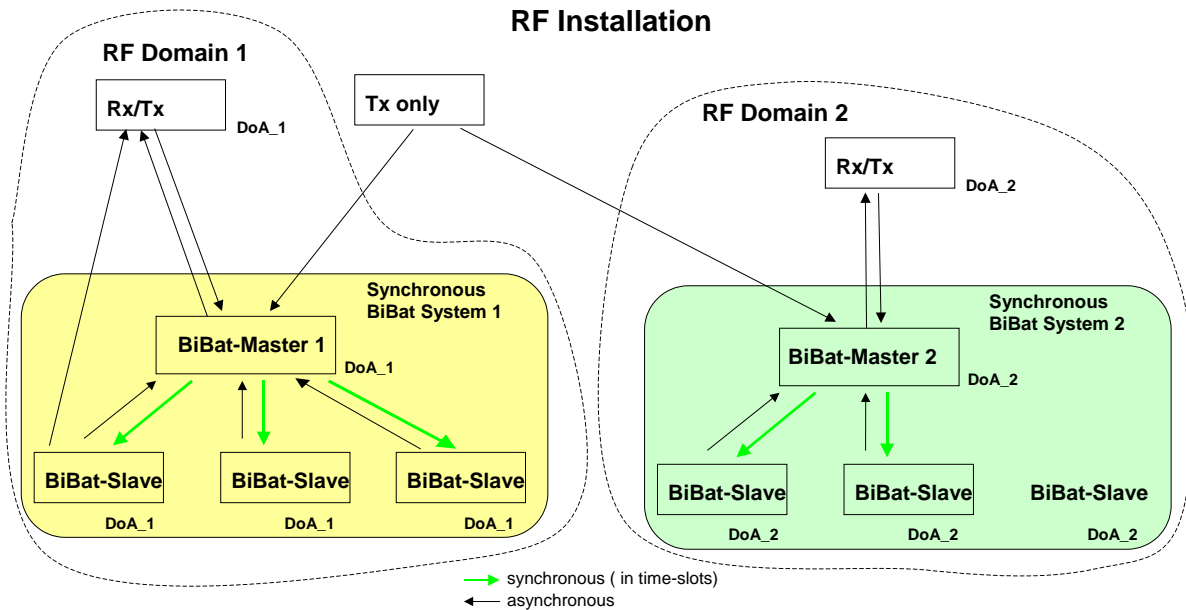 RF Installation
RF Domain 1
Rx/Tx
DoA_1
Tx only
RF Domain 2
Rx/Tx
DoA_2
Synchronous
BiBat System 1
BiBat-Master 1
DoA_1
Synchronous
BiBat System 2
BiBat-Master 2
DoA_2
BiBat-Slave
BiBat-Slave
BiBat-Slave
DoA_1
DoA_1
DoA_1
BiBat-Slave
BiBat-Slave
BiBat-Slave
DoA_2
DoA_2
DoA_2
synchronous ( in time-slots)
asynchronous